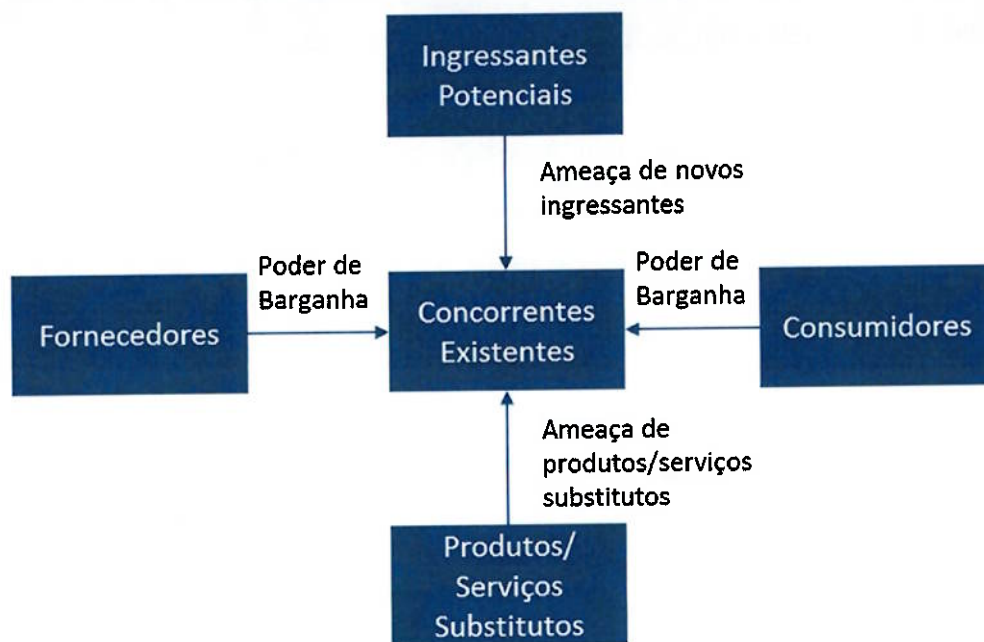 Ingressantes
Potenciais
Ameaça de novos
ingressantes
Poder de
Barganha
Poder de
Barganha
Fornecedores
Concorrentes
Existentes
Consumidores
Ameaça de
produtos/serviços
substitutos
Produtos/
Serviços
Substitutos